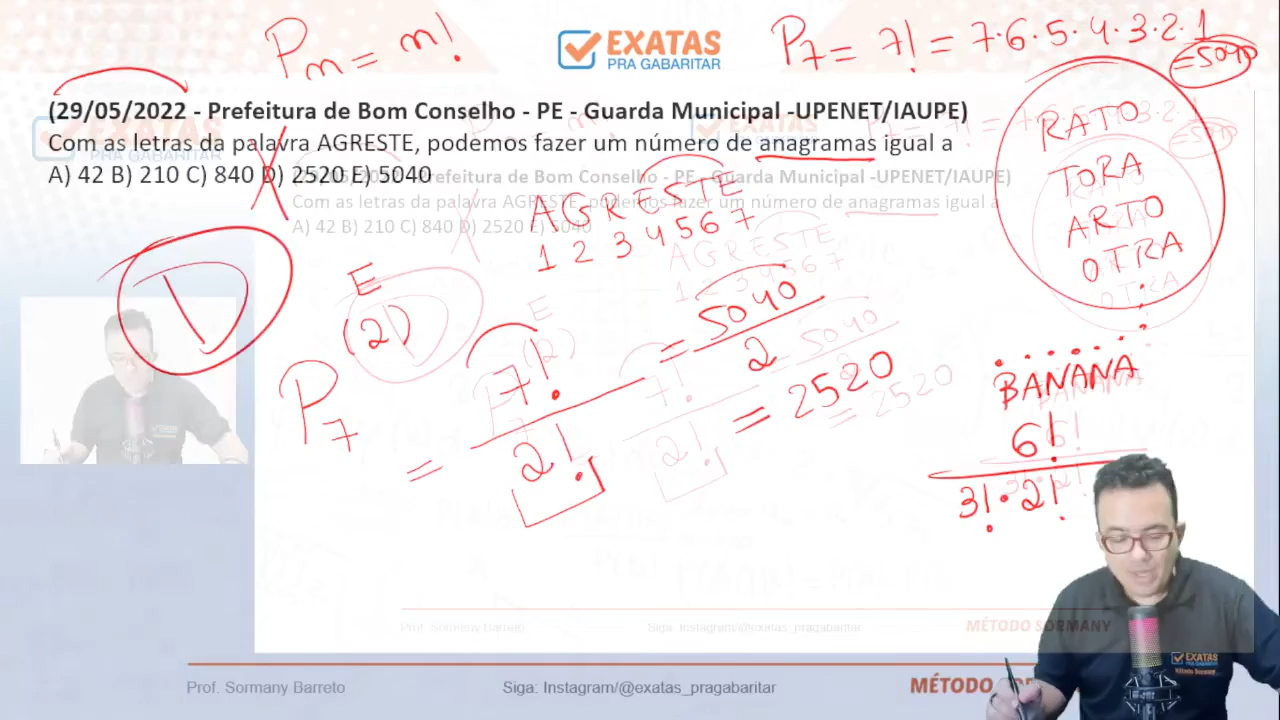 Pn = n!
EXATAS
PRA GABARITAR
P7 = 7! = 7.6.5.4.3.2.1
=5040
(29/05/2022 - Prefeitura de Bom Conselho - PE - Guarda Municipal -UPENET/IAUPE)
Com as letras da palavra AGRESTE, podemos fazer um número de anagramas igual a
A) 42 B) 210 C) 840 D) 2520 E) 5040
RATO
TORA
ARTO
OTRA
AGRESTE
1 2 3 4 5 6 7
D
E
(2)
P7 = 7! / 2! = 5040 / 2 = 2520
BANANA
6!
3! . 2!
Prof. Sormany Barreto
Siga: Instagram/@exatas_pragabaritar
MÉTODO
EXATAS